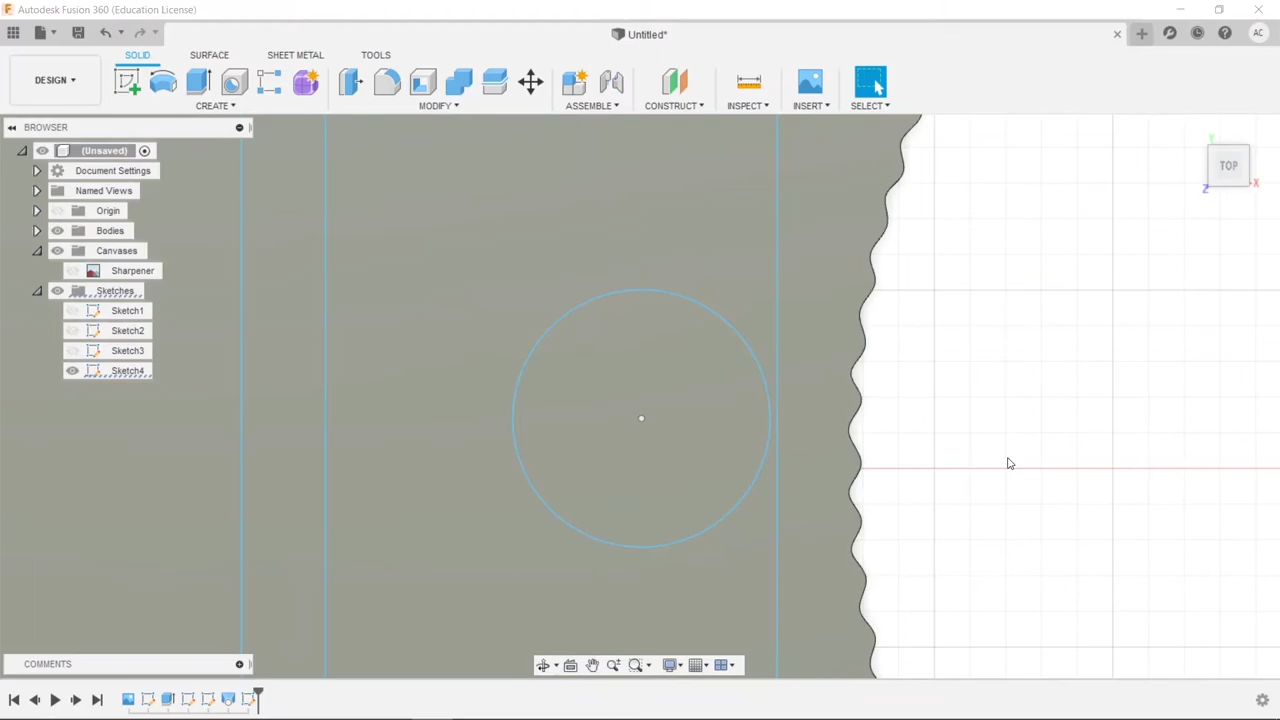 Autodesk Fusion 360 (Education License)
Untitled*
AC
SOLID SURFACE SHEET METAL TOOLS
DESIGN
CREATE MODIFY ASSEMBLE CONSTRUCT INSPECT INSERT SELECT
BROWSER
(Unsaved)
Document Settings
Named Views
Origin
Bodies
Canvases
Sharpener
Sketches
Sketch1
Sketch2
Sketch3
Sketch4
Y
TOP
Z X
COMMENTS